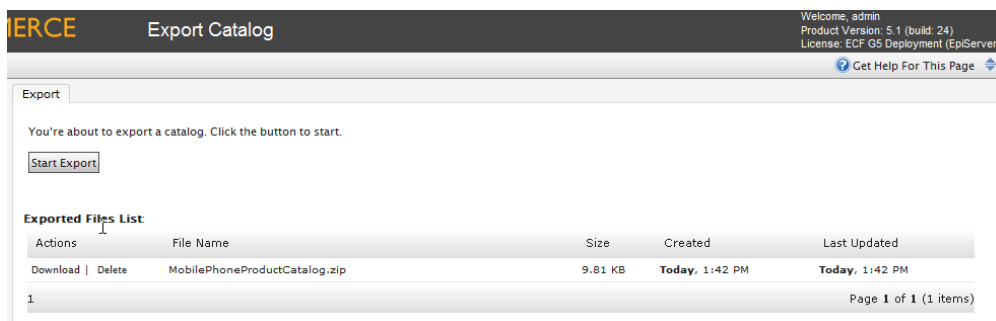 IERCE
Export Catalog
Welcome, admin
Product Version: 5.1 (build: 24)
License: ECF G5 Deployment (EpiServer
Get Help For This Page
Export
You're about to export a catalog. Click the button to start.
Start Export
Exported Files List:
Actions File Name Size Created Last Updated
Download | Delete MobilePhoneProductCatalog.zip 9.81 KB Today, 1:42 PM Today, 1:42 PM
1 Page 1 of 1 (1 items)